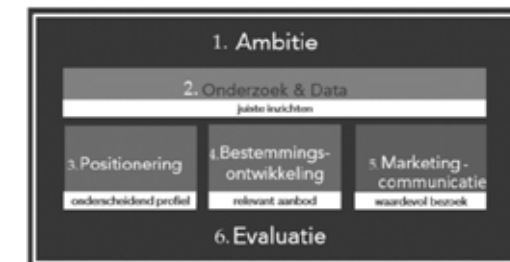 1. Ambitie
2. Onderzoek & Data
juiste inzichten
3. Positionering
onderscheidend profiel
4. Bestemmings-
ontwikkeling
relevant aanbod
5. Marketing-
communicatie
waardevol bezoek
6. Evaluatie